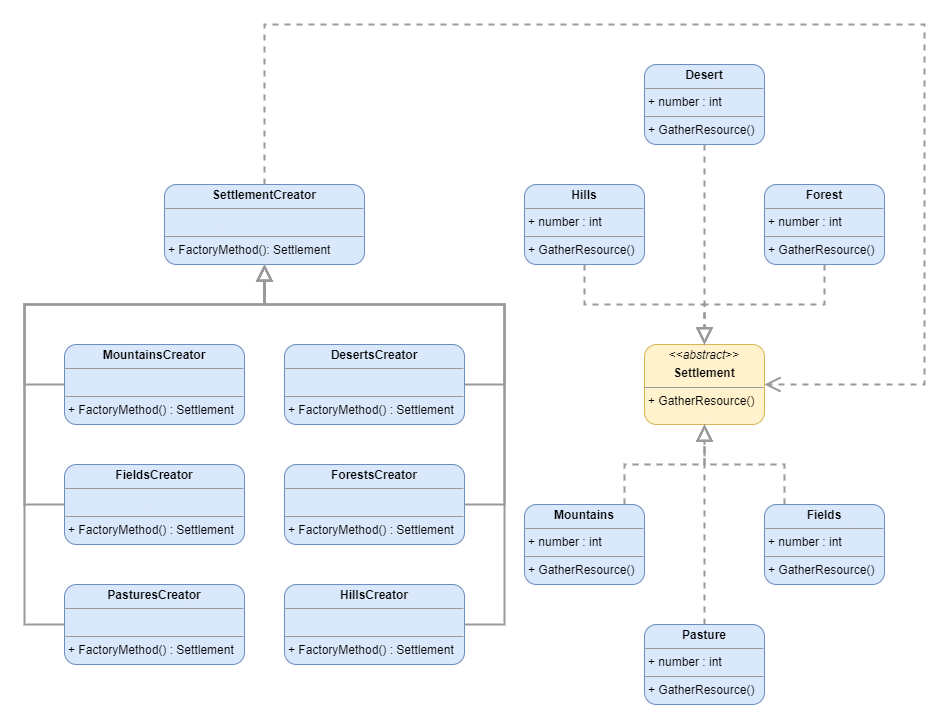 Desert
+ number : int
+ GatherResource()
SettlementCreator
+ FactoryMethod(): Settlement
Hills
+ number : int
+ GatherResource()
Forest
+ number : int
+ GatherResource()
MountainsCreator
+ FactoryMethod() : Settlement
DesertsCreator
+ FactoryMethod() : Settlement
<<abstract>>
Settlement
+ GatherResource()
FieldsCreator
+ FactoryMethod() : Settlement
ForestsCreator
+ FactoryMethod() : Settlement
Mountains
+ number : int
+ GatherResource()
Fields
+ number : int
+ GatherResource()
PasturesCreator
+ FactoryMethod() : Settlement
HillsCreator
+ FactoryMethod() : Settlement
Pasture
+ number : int
+ GatherResource()